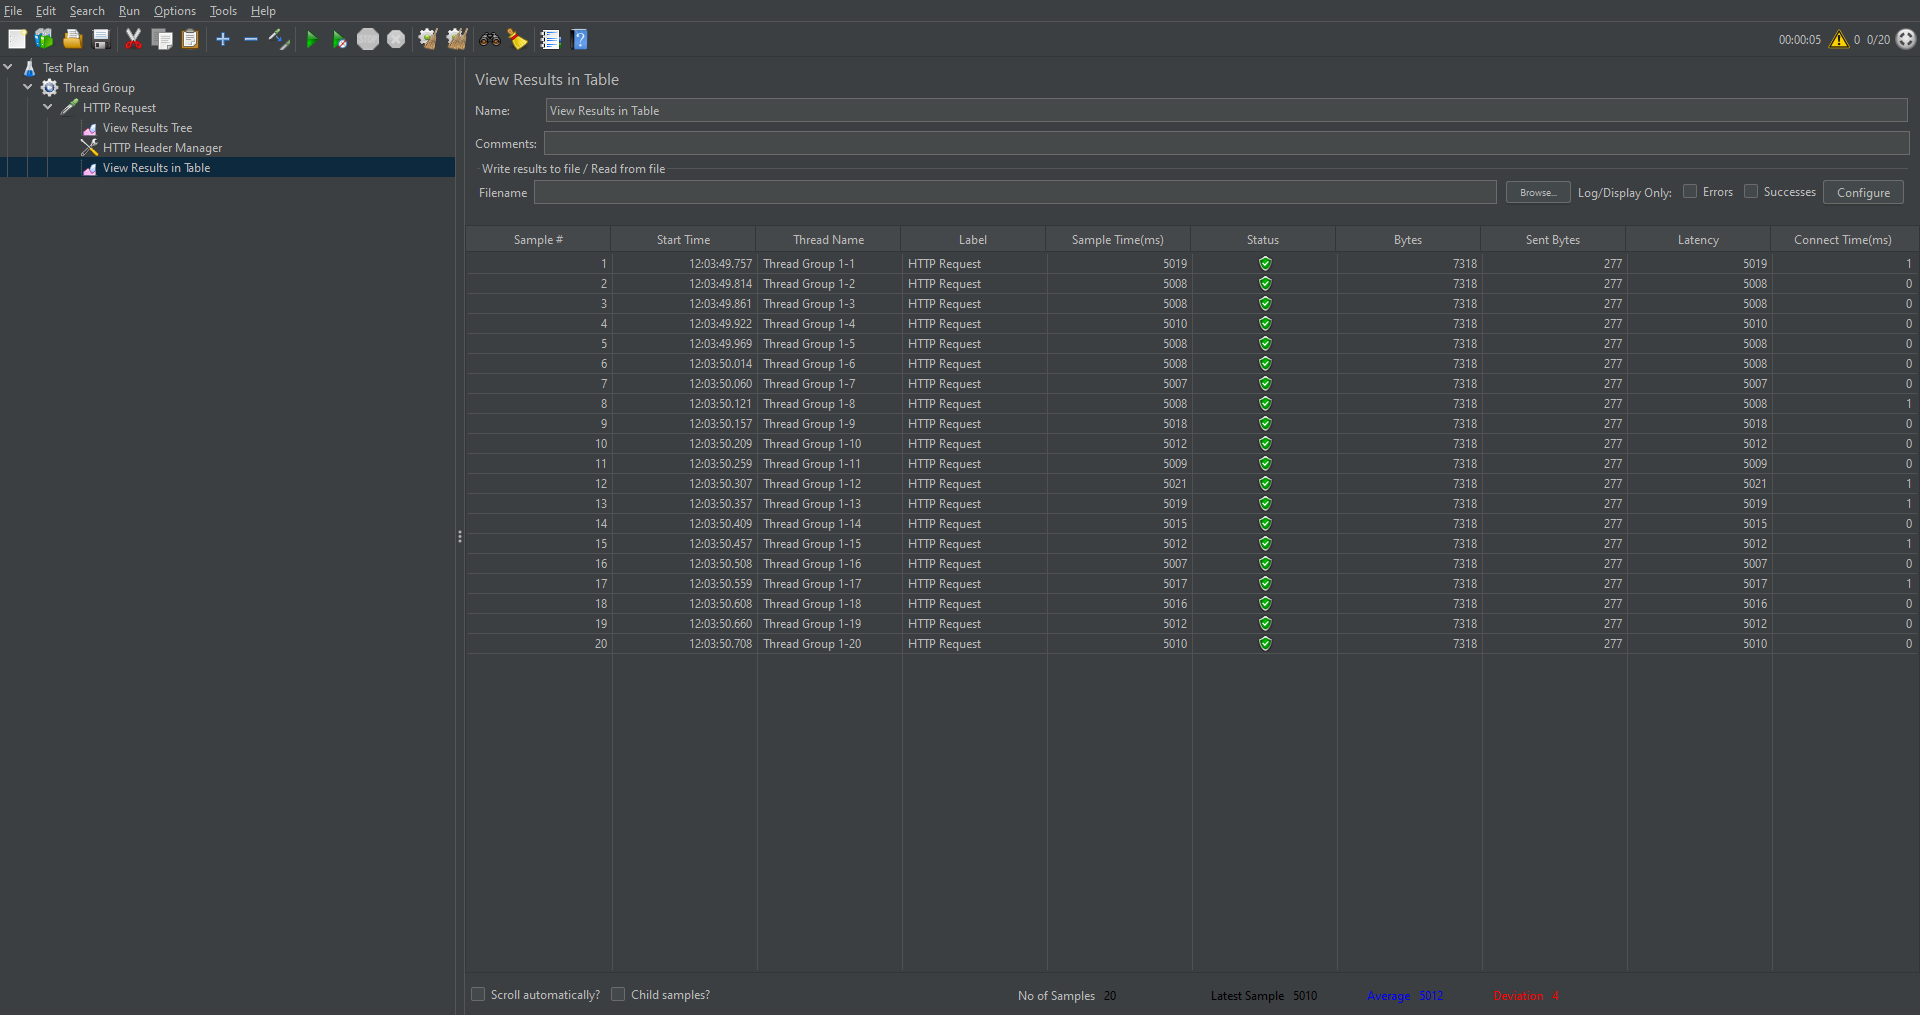 File Edit Search Run Options Tools Help
00:00:05 0 0/20
Test Plan
Thread Group
HTTP Request
View Results Tree
HTTP Header Manager
View Results in Table
View Results in Table
Name: View Results in Table
Comments:
Write results to file / Read from file
Filename Browse... Log/Display Only: Errors Successes Configure
Sample # Start Time Thread Name Label Sample Time(ms) Status Bytes Sent Bytes Latency Connect Time(ms)
1 12:03:49.757 Thread Group 1-1 HTTP Request 5019 7318 277 5019 1
2 12:03:49.814 Thread Group 1-2 HTTP Request 5008 7318 277 5008 0
3 12:03:49.861 Thread Group 1-3 HTTP Request 5008 7318 277 5008 0
4 12:03:49.922 Thread Group 1-4 HTTP Request 5010 7318 277 5010 0
5 12:03:49.969 Thread Group 1-5 HTTP Request 5008 7318 277 5008 0
6 12:03:50.014 Thread Group 1-6 HTTP Request 5008 7318 277 5008 0
7 12:03:50.060 Thread Group 1-7 HTTP Request 5007 7318 277 5007 0
8 12:03:50.121 Thread Group 1-8 HTTP Request 5008 7318 277 5008 1
9 12:03:50.157 Thread Group 1-9 HTTP Request 5018 7318 277 5018 0
10 12:03:50.209 Thread Group 1-10 HTTP Request 5012 7318 277 5012 0
11 12:03:50.259 Thread Group 1-11 HTTP Request 5009 7318 277 5009 0
12 12:03:50.307 Thread Group 1-12 HTTP Request 5021 7318 277 5021 1
13 12:03:50.357 Thread Group 1-13 HTTP Request 5019 7318 277 5019 1
14 12:03:50.409 Thread Group 1-14 HTTP Request 5015 7318 277 5015 0
15 12:03:50.457 Thread Group 1-15 HTTP Request 5012 7318 277 5012 1
16 12:03:50.508 Thread Group 1-16 HTTP Request 5007 7318 277 5007 0
17 12:03:50.559 Thread Group 1-17 HTTP Request 5017 7318 277 5017 1
18 12:03:50.608 Thread Group 1-18 HTTP Request 5016 7318 277 5016 0
19 12:03:50.660 Thread Group 1-19 HTTP Request 5012 7318 277 5012 0
20 12:03:50.708 Thread Group 1-20 HTTP Request 5010 7318 277 5010 0
Scroll automatically? Child samples? No of Samples 20 Latest Sample 5010 Average 5012 Deviation 4